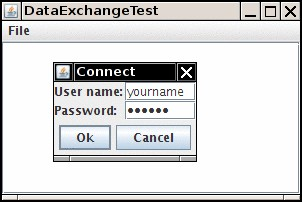 DataExchangeTest
File
Connect
User name: yourname
Password: ••••••
Ok Cancel